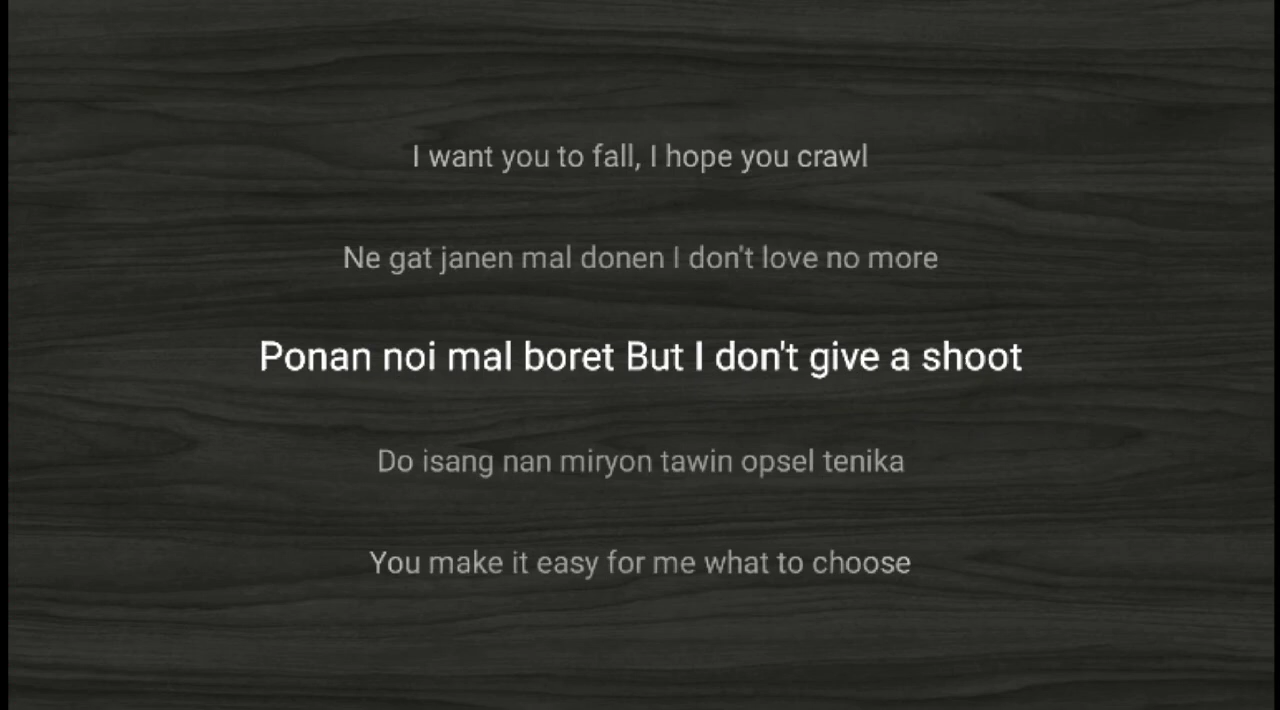 I want you to fall, I hope you crawl
Ne gat janen mal donen I don't love no more
Ponan noi mal boret But I don't give a shoot
Do isang nan miryon tawin opsel tenika
You make it easy for me what to choose